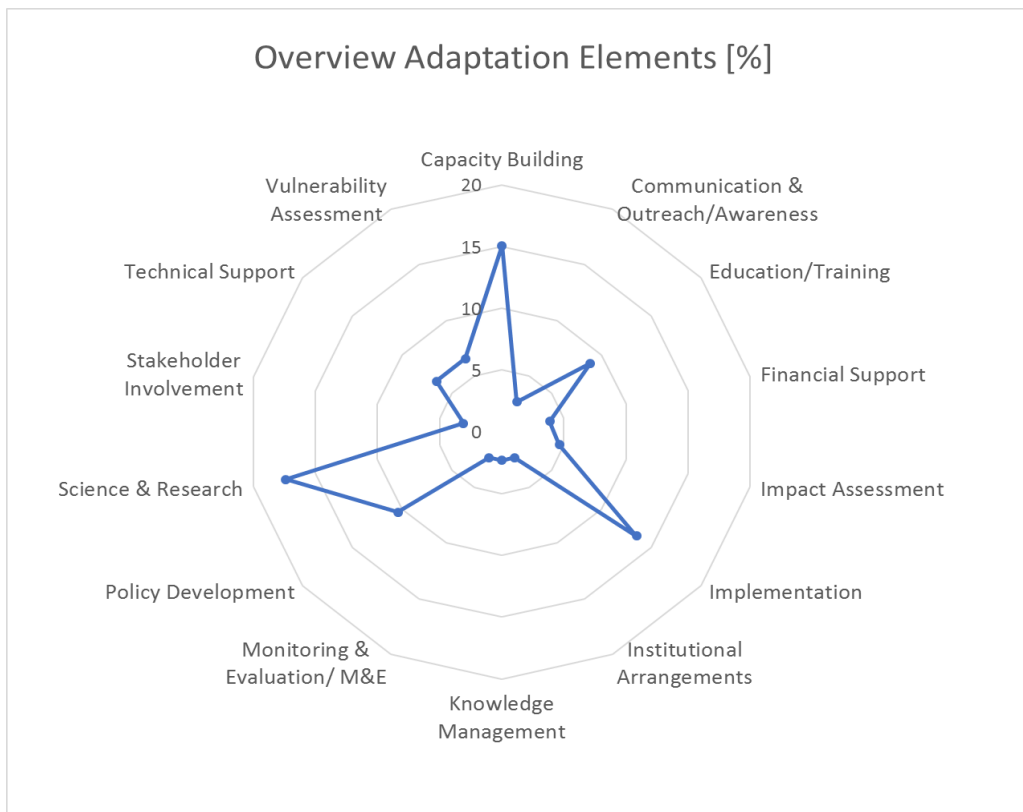 Overview Adaptation Elements [%]
Capacity Building
Vulnerability
Assessment
20
Communication &
Outreach/Awareness
Technical Support
15
Education/Training
10
Stakeholder
Involvement
5
Financial Support
0
Science & Research
Impact Assessment
Policy Development
Implementation
Monitoring &
Evaluation/ M&E
Institutional
Arrangements
Knowledge
Management